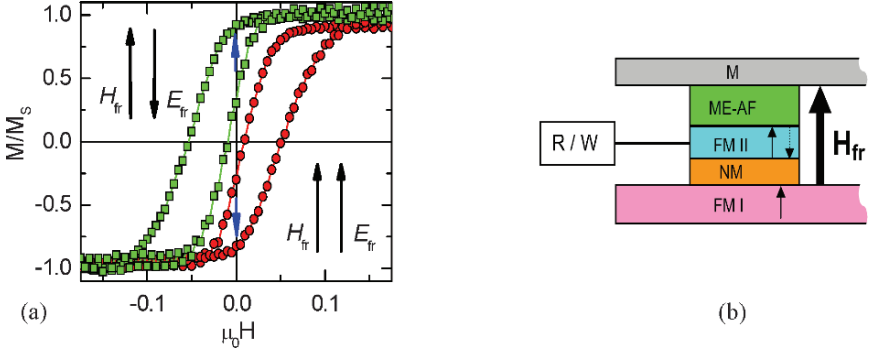 1.0
0.5
0.0
-0.5
-1.0
M/M_S
H_fr
E_fr
H_fr
E_fr
-0.1
0.0
0.1
μ₀H
(a)
M
ME-AF
R / W
FM II
H_fr
NM
FM I
(b)